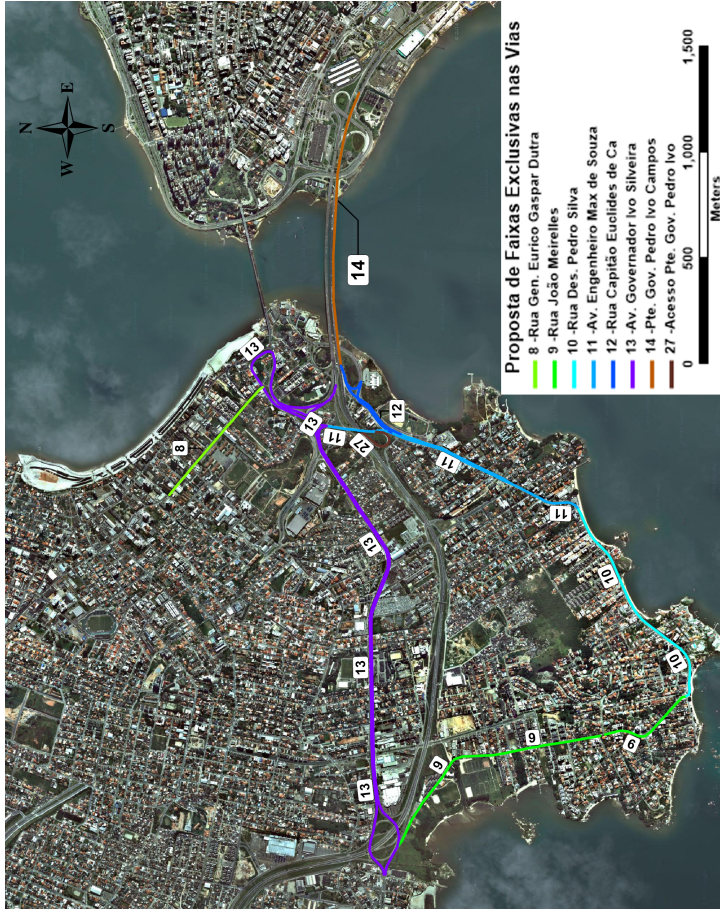 N
W
E
S
13
8
14
13
11
27
12
13
11
11
10
13
10
9
9
9
13
Proposta de Faixas Exclusivas nas Vias
8 -Rua Gen. Eurico Gaspar Dutra
9 -Rua João Meirelles
10 -Rua Des. Pedro Silva
11 -Av. Engenheiro Max de Souza
12 -Rua Capitão Euolides de Ca
13 -Av. Governador Ivo Silveira
14 -Pte. Gov. Pedro Ivo Campos
27 -Acesso Pte. Gov. Pedro Ivo
0
500
1,000
1,500
Meters